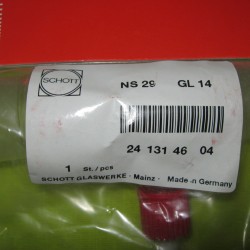 SCHOTT
NS 29 GL 14
24 131 46 04
1 St./pcs
SCHOTT GLASWERKE · Mainz · Made in Germany